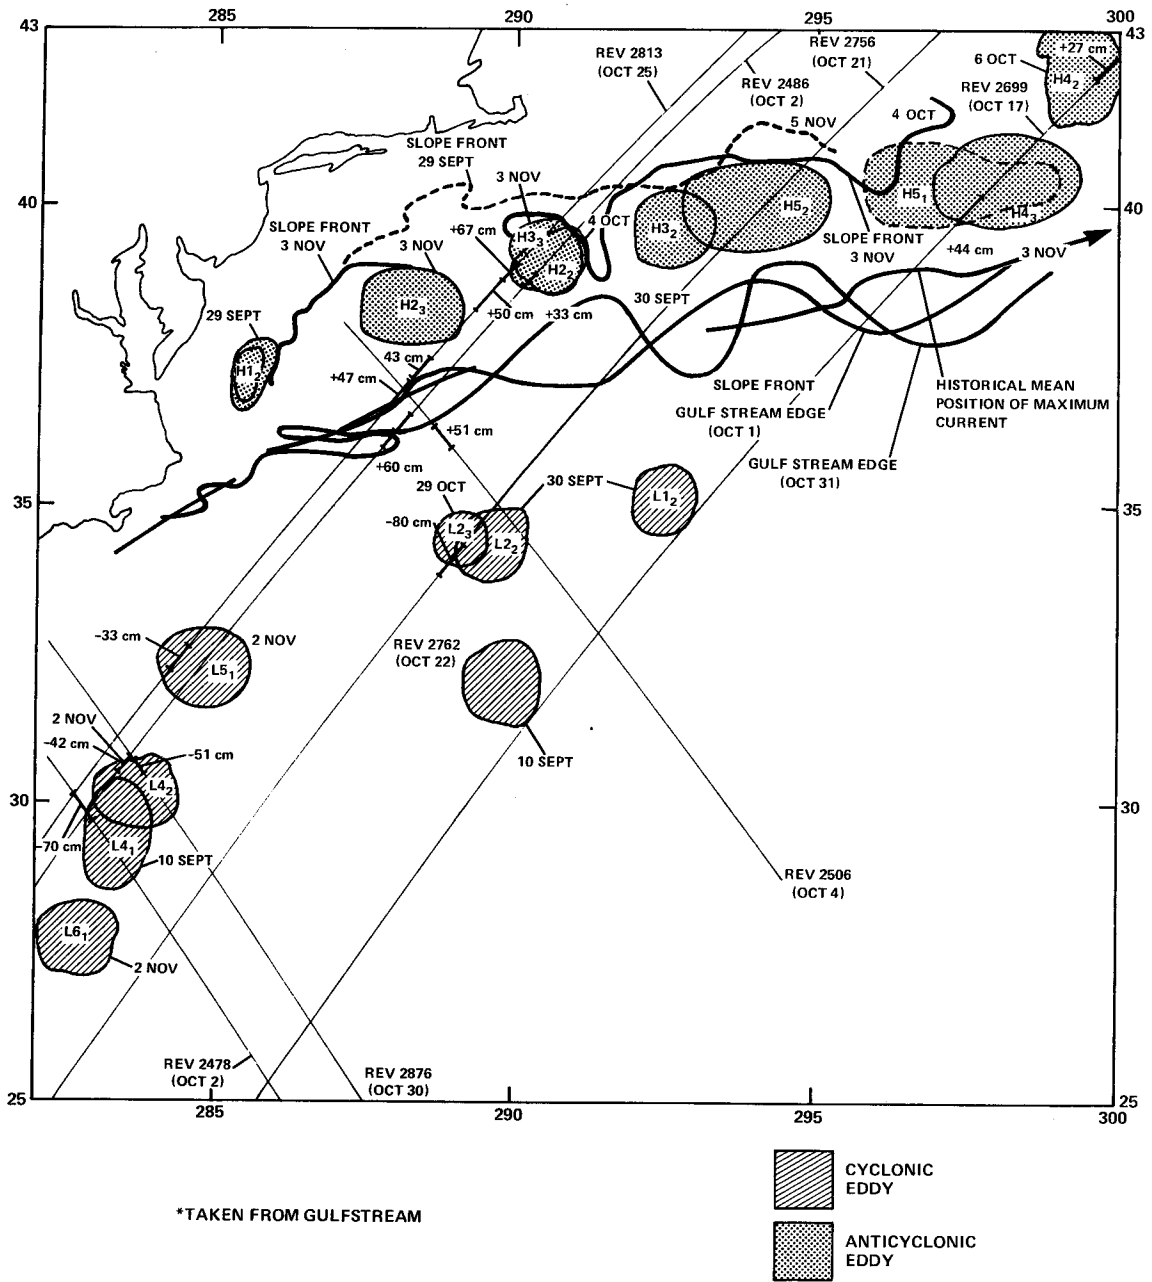 285
290
295
300
43
43
REV 2813
(OCT 25)
REV 2756
(OCT 21)
REV 2486
(OCT 2)
6 OCT
+27 cm
H4₂
REV 2699
(OCT 17)
5 NOV
4 OCT
SLOPE FRONT
29 SEPT
3 NOV
40
40
H5₁
H4₃
H5₂
H3₂
H3₃
H2₂
4 OCT
+67 cm
SLOPE FRONT
3 NOV
3 NOV
SLOPE FRONT
3 NOV
+44 cm
3 NOV
H2₃
30 SEPT
+50 cm
+33 cm
29 SEPT
H1₂
43 cm
+47 cm
SLOPE FRONT
GULF STREAM EDGE
(OCT 1)
HISTORICAL MEAN
POSITION OF MAXIMUM
CURRENT
+51 cm
+60 cm
GULF STREAM EDGE
(OCT 31)
29 OCT
30 SEPT
L1₂
35
35
-80 cm
L2₃
L2₂
-33 cm
2 NOV
L5₁
REV 2762
(OCT 22)
10 SEPT
2 NOV
-42 cm
-51 cm
L4₂
30
30
-70 cm
L4₁
10 SEPT
REV 2506
(OCT 4)
L6₁
2 NOV
REV 2478
(OCT 2)
REV 2876
(OCT 30)
25
25
285
290
295
300
CYCLONIC
EDDY
*TAKEN FROM GULFSTREAM
ANTICYCLONIC
EDDY